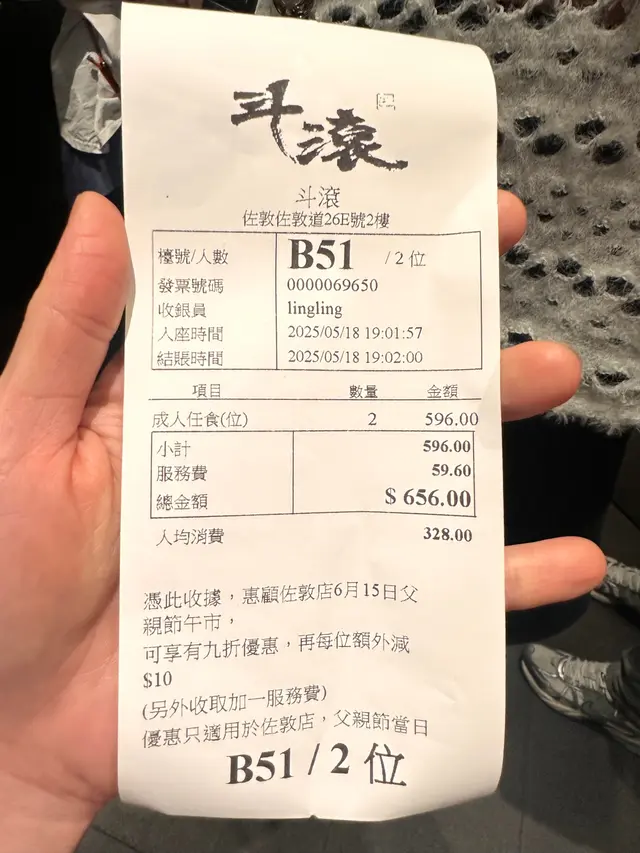 斗滾
斗滾
佐敦佐敦道26E號2樓
檯號/人數 B51 / 2 位
發票號碼 0000069650
收銀員 lingling
入座時間 2025/05/18 19:01:57
結賬時間 2025/05/18 19:02:00
項目 數量 金額
成人任食(位) 2 596.00
小計 596.00
服務費 59.60
總金額 $ 656.00
人均消費 328.00
憑此收據，惠顧佐敦店6月15日父
親節午市，
可享有九折優惠，再每位額外減
$10
(另外收取加一服務費)
優惠只適用於佐敦店，父親節當日
B51 / 2 位